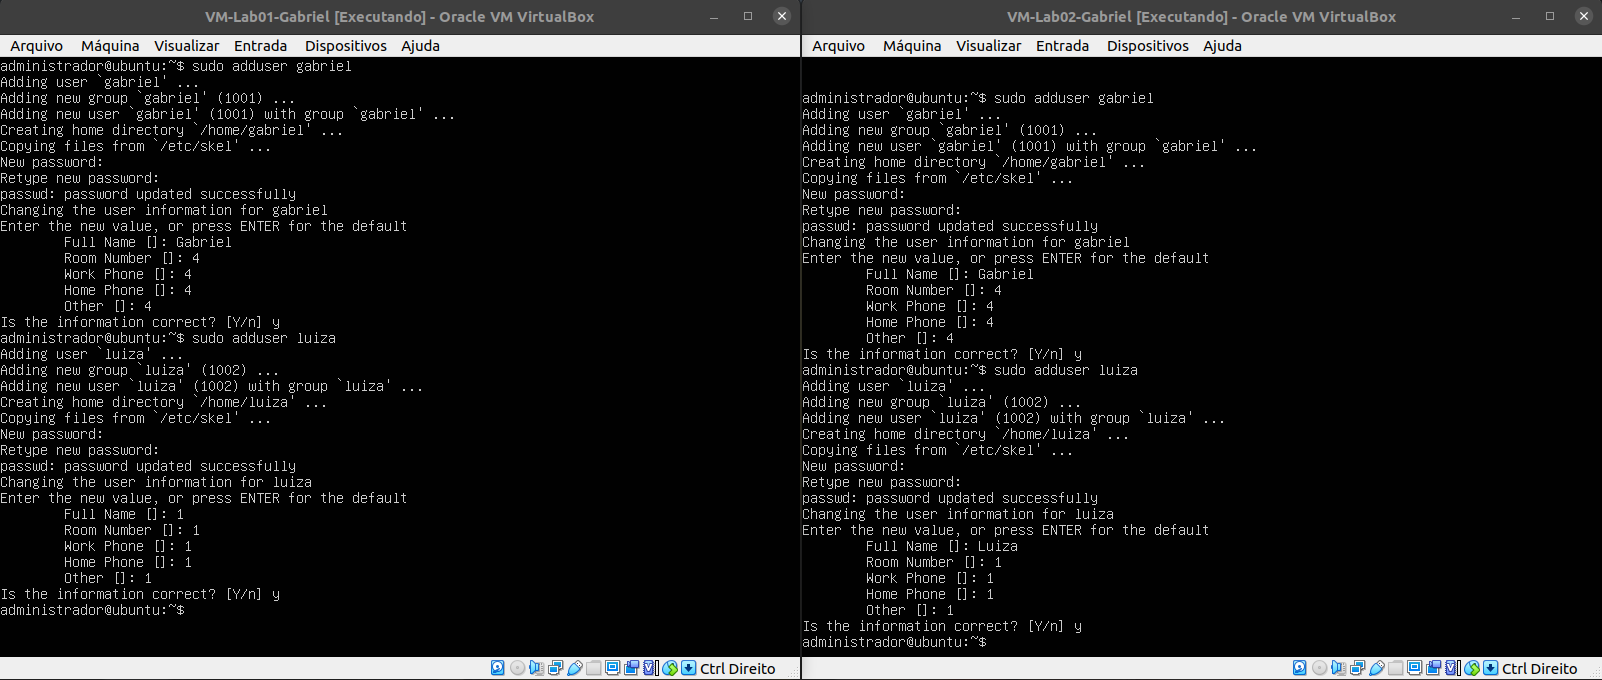 VM-Lab01-Gabriel [Executando] - Oracle VM VirtualBox
Arquivo Máquina Visualizar Entrada Dispositivos Ajuda
administrador@ubuntu:~$ sudo adduser gabriel
Adding user `gabriel' ...
Adding new group `gabriel' (1001) ...
Adding new user `gabriel' (1001) with group `gabriel' ...
Creating home directory `/home/gabriel' ...
Copying files from `/etc/skel' ...
New password:
Retype new password:
passwd: password updated successfully
Changing the user information for gabriel
Enter the new value, or press ENTER for the default
Full Name []: Gabriel
Room Number []: 4
Work Phone []: 4
Home Phone []: 4
Other []: 4
Is the information correct? [Y/n] y
administrador@ubuntu:~$ sudo adduser luiza
Adding user `luiza' ...
Adding new group `luiza' (1002) ...
Adding new user `luiza' (1002) with group `luiza' ...
Creating home directory `/home/luiza' ...
Copying files from `/etc/skel' ...
New password:
Retype new password:
passwd: password updated successfully
Changing the user information for luiza
Enter the new value, or press ENTER for the default
Full Name []: 1
Room Number []: 1
Work Phone []: 1
Home Phone []: 1
Other []: 1
Is the information correct? [Y/n] y
administrador@ubuntu:~$
Ctrl Direito
VM-Lab02-Gabriel [Executando] - Oracle VM VirtualBox
Arquivo Máquina Visualizar Entrada Dispositivos Ajuda
administrador@ubuntu:~$ sudo adduser gabriel
Adding user `gabriel' ...
Adding new group `gabriel' (1001) ...
Adding new user `gabriel' (1001) with group `gabriel' ...
Creating home directory `/home/gabriel' ...
Copying files from `/etc/skel' ...
New password:
Retype new password:
passwd: password updated successfully
Changing the user information for gabriel
Enter the new value, or press ENTER for the default
Full Name []: Gabriel
Room Number []: 4
Work Phone []: 4
Home Phone []: 4
Other []: 4
Is the information correct? [Y/n] y
administrador@ubuntu:~$ sudo adduser luiza
Adding user `luiza' ...
Adding new group `luiza' (1002) ...
Adding new user `luiza' (1002) with group `luiza' ...
Creating home directory `/home/luiza' ...
Copying files from `/etc/skel' ...
New password:
Retype new password:
passwd: password updated successfully
Changing the user information for luiza
Enter the new value, or press ENTER for the default
Full Name []: Luiza
Room Number []: 1
Work Phone []: 1
Home Phone []: 1
Other []: 1
Is the information correct? [Y/n] y
administrador@ubuntu:~$
Ctrl Direito